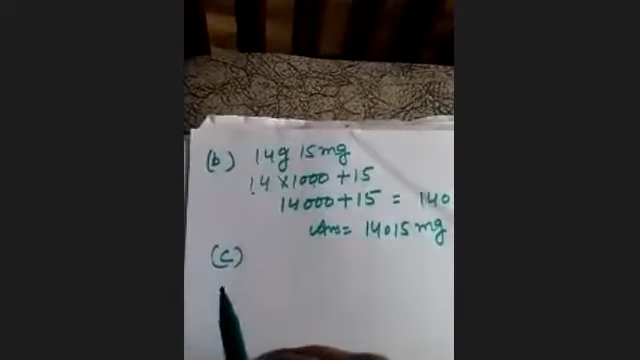 (b) 14g 15mg
14 × 1000 + 15
14000 + 15 = 140
Ans = 14015 mg
(c)